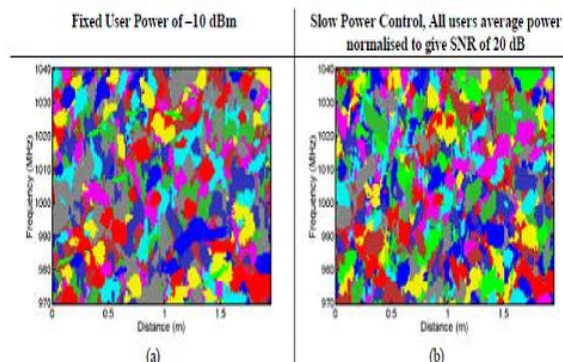 Fixed User Power of –10 dBm
Slow Power Control, All users average power
normalised to give SNR of 20 dB
1040
1030
1020
1010
1000
990
980
970
Frequency (MHz)
0
0.5
1
1.5
Distance (m)
(a)
1040
1030
1020
1010
1000
990
980
970
Frequency (MHz)
0
0.5
1
1.5
Distance (m)
(b)